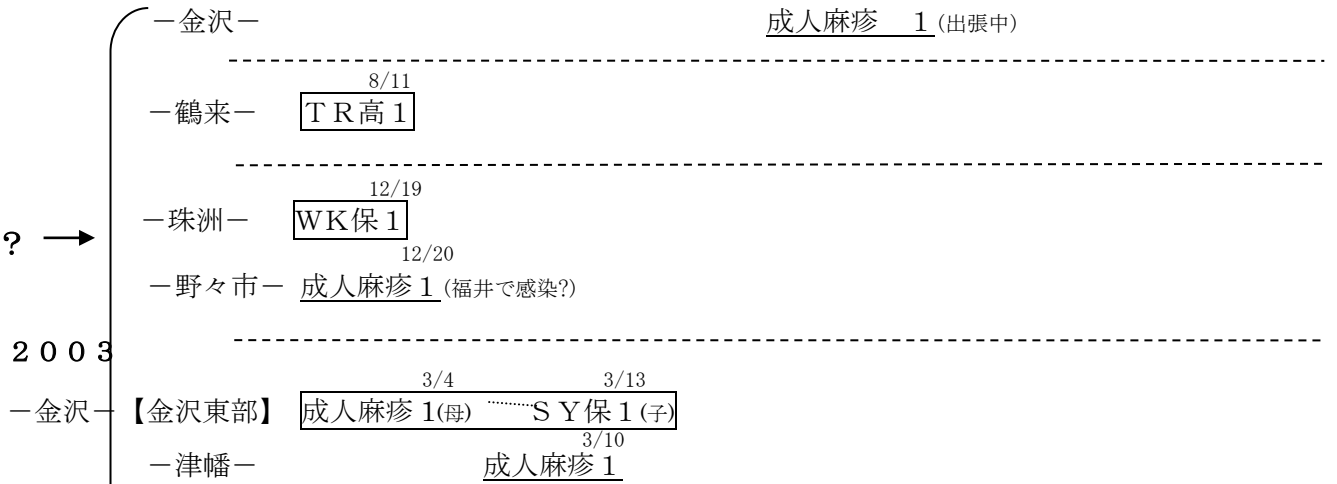 －金沢－ 成人麻疹　１(出張中)
8/11
－鶴来－ ＴＲ高１
12/19
－珠洲－ WK保１
？
12/20
－野々市－ 成人麻疹１(福井で感染?)
２００３
3/4 3/13
－金沢－【金沢東部】 成人麻疹１(母) ＳＹ保１(子)
3/10
－津幡－ 成人麻疹１